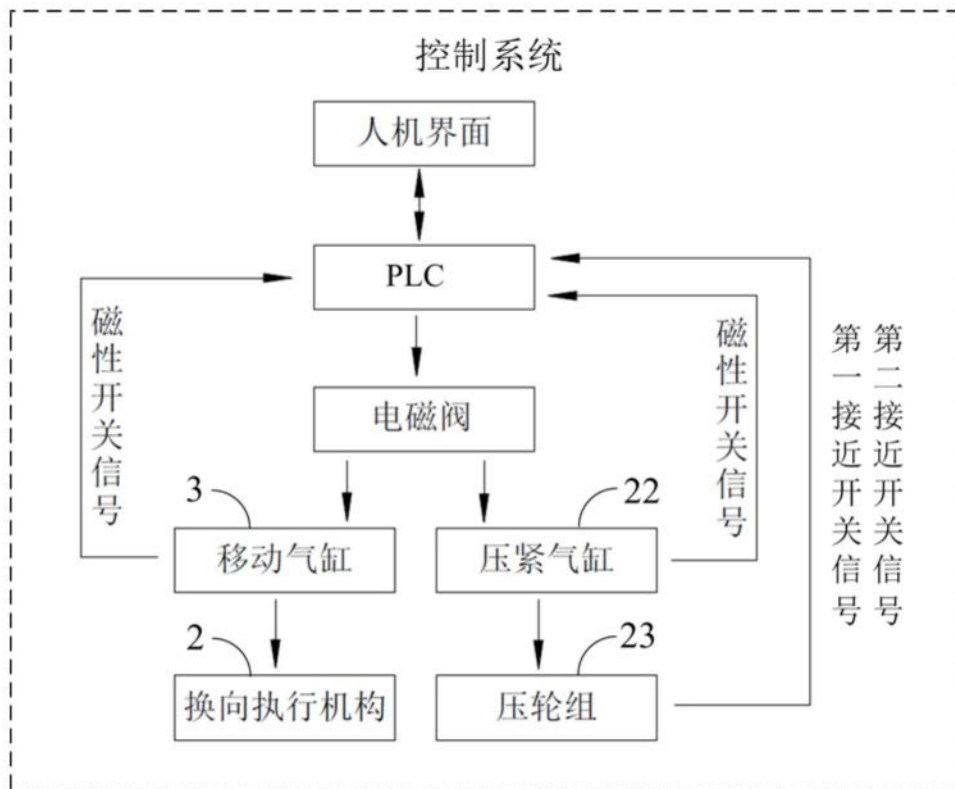 控制系统
人机界面
PLC
电磁阀
3
移动气缸
22
压紧气缸
2
换向执行机构
23
压轮组
磁性开关信号
磁性开关信号
第一接近开关信号
第二接近开关信号